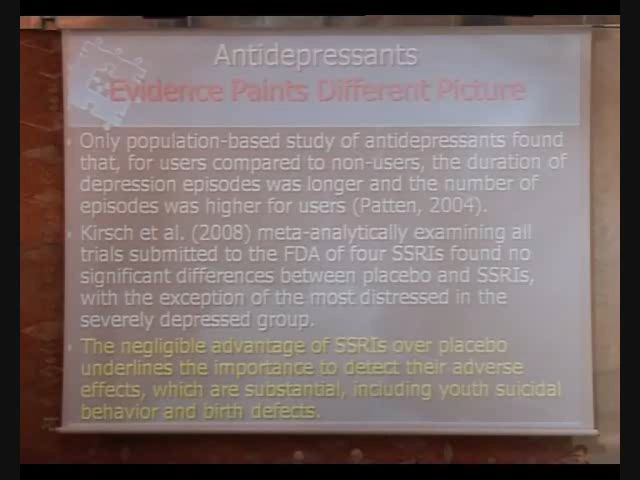 Antidepressants
Evidence Paints Different Picture
Only population-based study of antidepressants found
that, for users compared to non-users, the duration of
depression episodes was longer and the number of
episodes was higher for users (Patten, 2004).
Kirsch et al. (2008) meta-analytically examining all
trials submitted to the FDA of four SSRIs found no
significant differences between placebo and SSRIs,
with the exception of the most distressed in the
severely depressed group.
The negligible advantage of SSRIs over placebo
underlines the importance to detect their adverse
effects, which are substantial, including youth suicidal
behavior and birth defects.